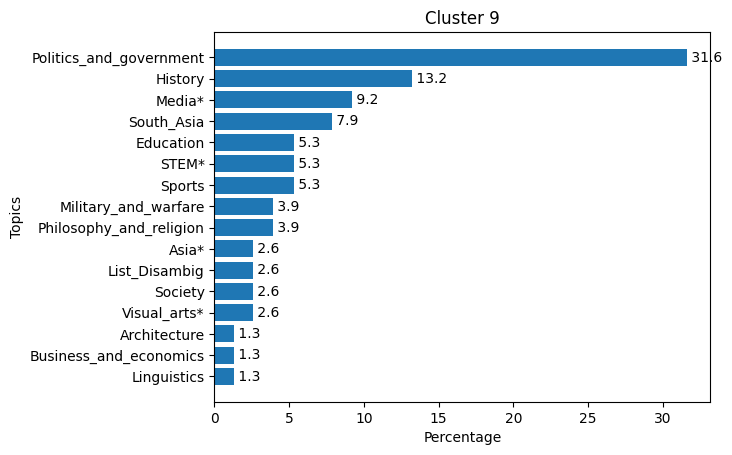 Cluster 9
Topics
Politics_and_government 31.6
History 13.2
Media* 9.2
South_Asia 7.9
Education 5.3
STEM* 5.3
Sports 5.3
Military_and_warfare 3.9
Philosophy_and_religion 3.9
Asia* 2.6
List_Disambig 2.6
Society 2.6
Visual_arts* 2.6
Architecture 1.3
Business_and_economics 1.3
Linguistics 1.3
0 5 10 15 20 25 30
Percentage